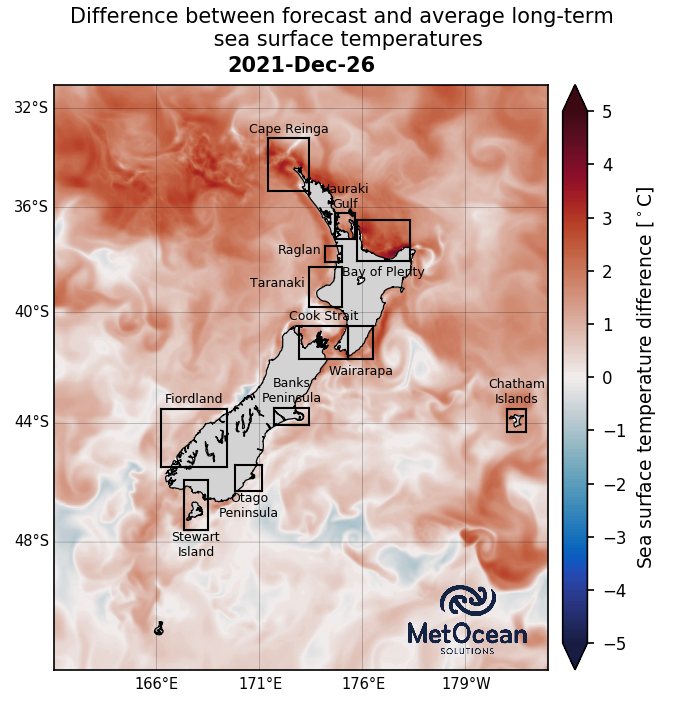 Difference between forecast and average long-term
sea surface temperatures
2021-Dec-26
32°S
36°S
40°S
44°S
48°S
Cape Reinga
Hauraki
Gulf
Raglan
Bay of Plenty
Taranaki
Cook Strait
Wairarapa
Banks
Peninsula
Chatham
Islands
Fiordland
Otago
Peninsula
Stewart
Island
MetOcean
SOLUTIONS
166°E
171°E
176°E
179°W
5
4
3
2
1
0
−1
−2
−3
−4
−5
Sea surface temperature difference [°C]